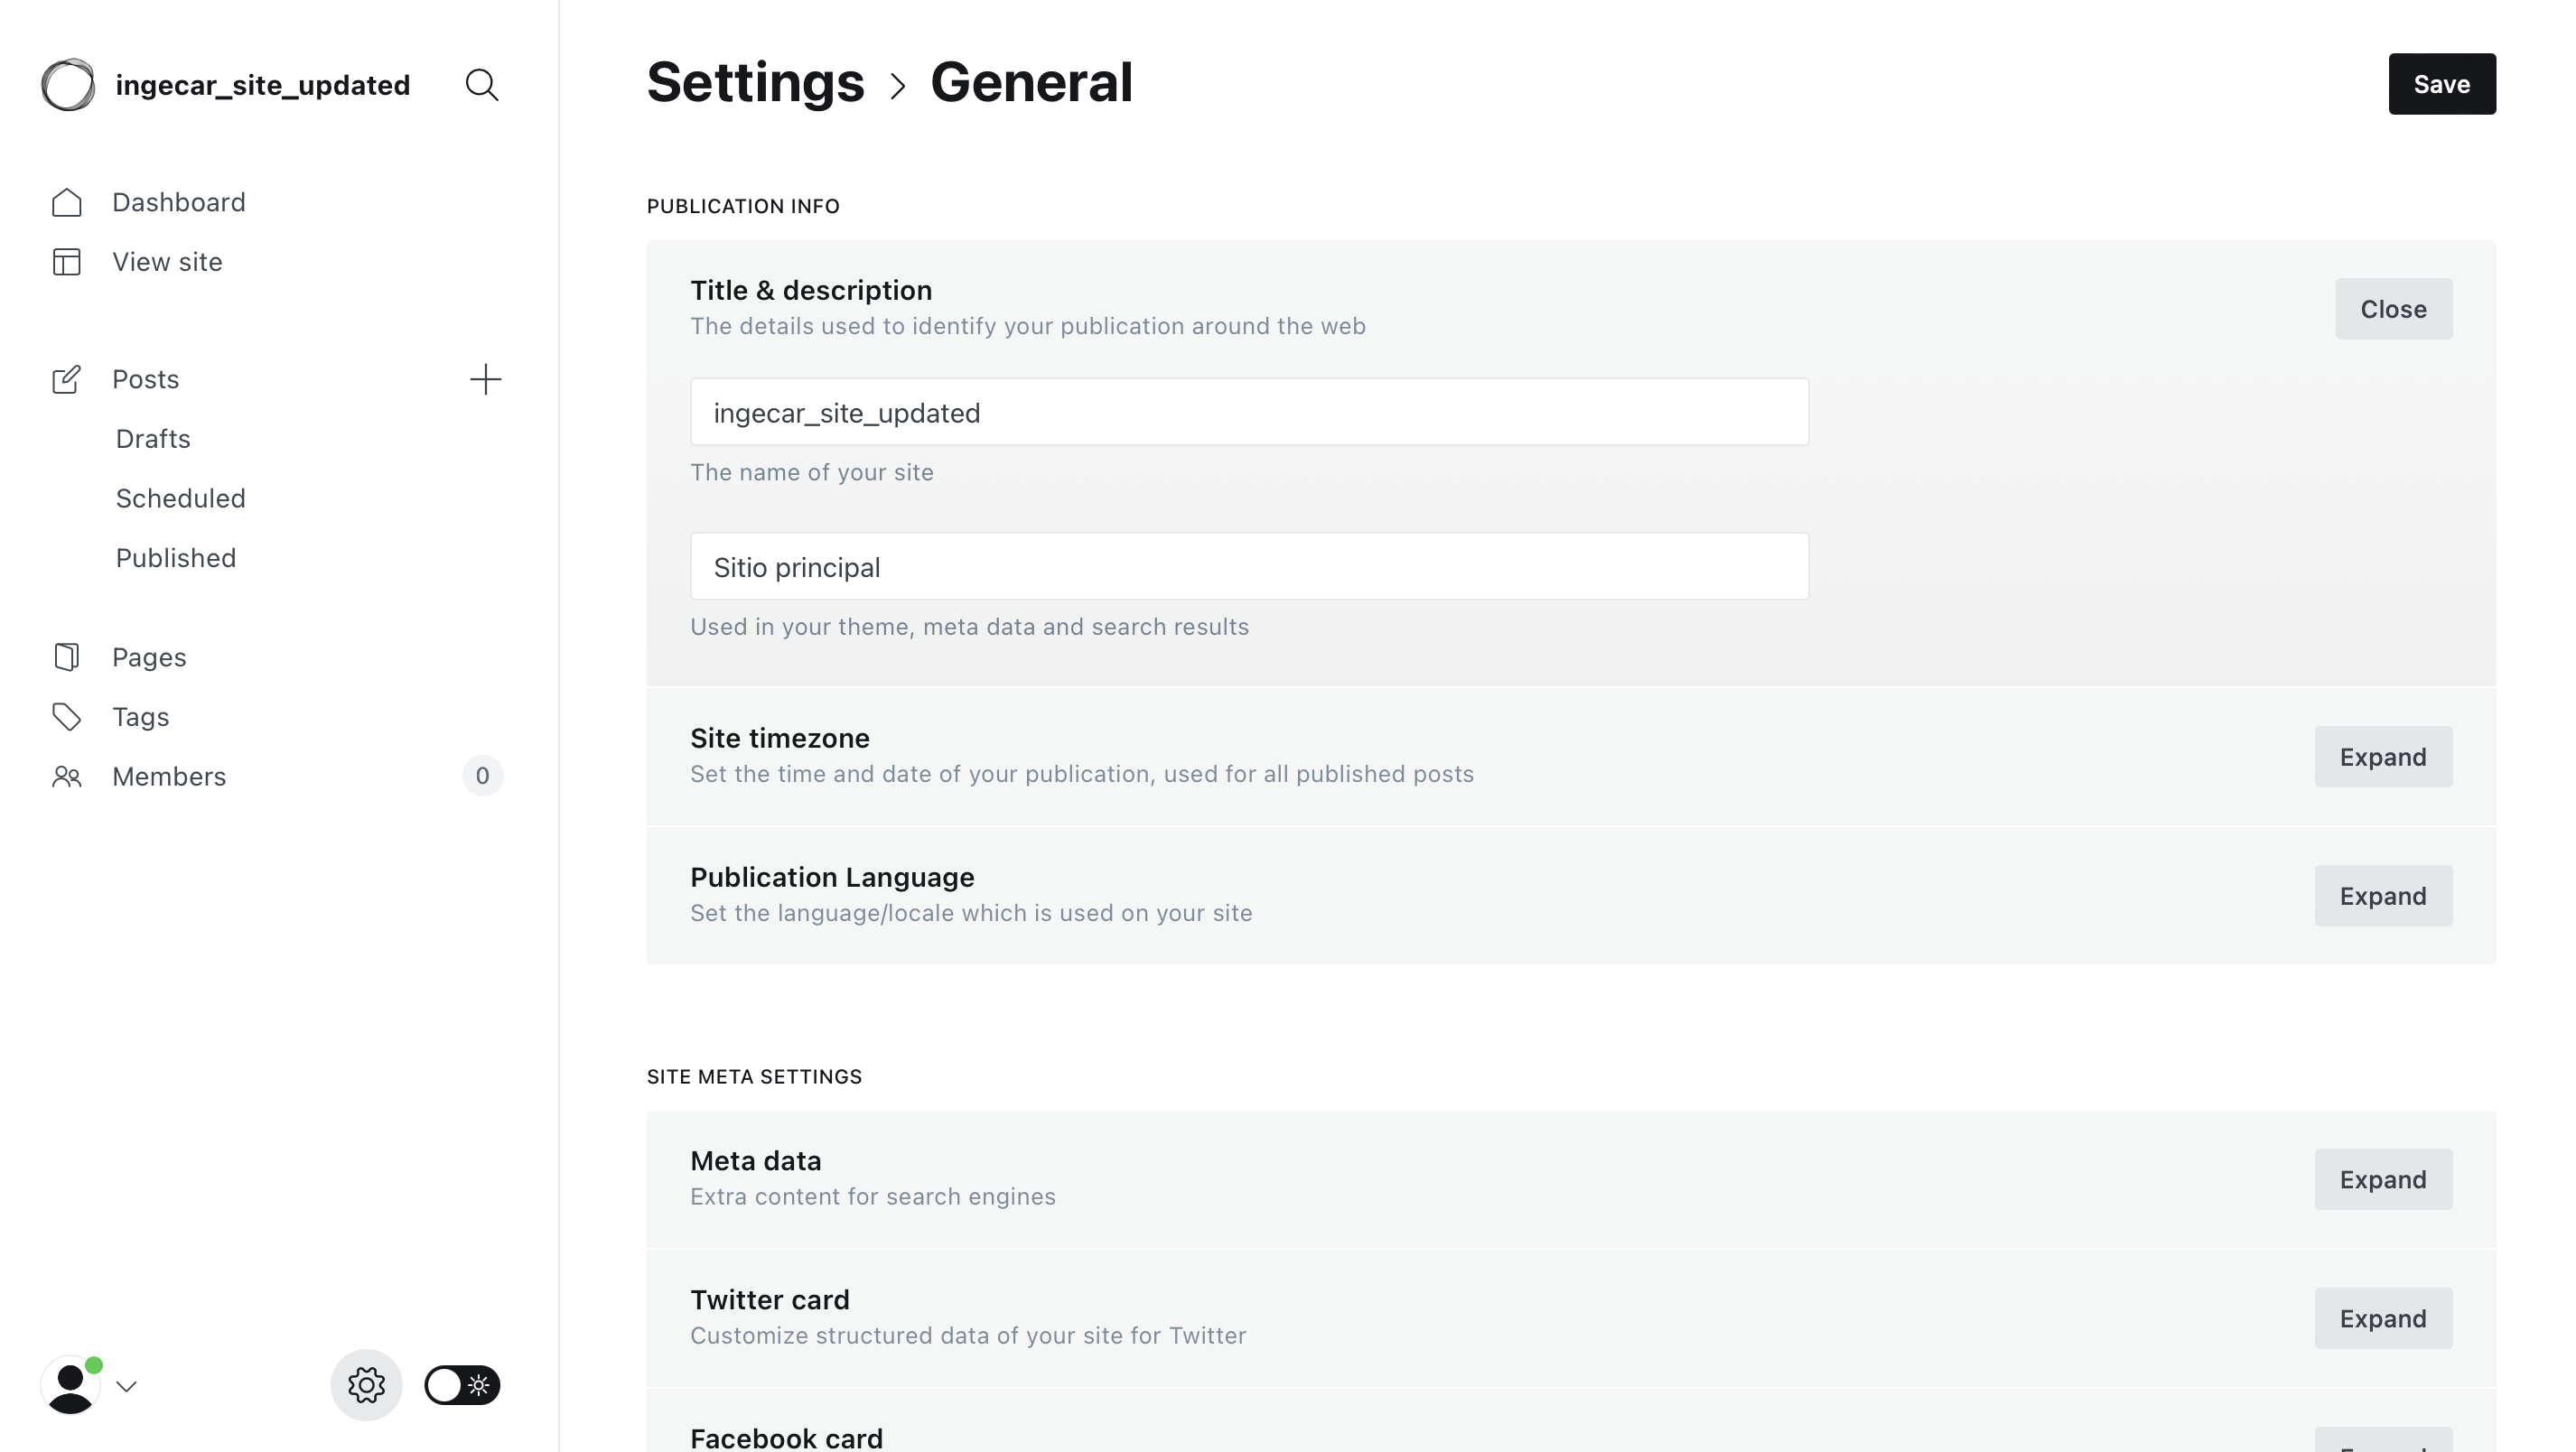 ingecar_site_updated
Dashboard
View site
Posts
Drafts
Scheduled
Published
Pages
Tags
Members 0
Settings > General
Save
PUBLICATION INFO
Title & description
The details used to identify your publication around the web
Close
ingecar_site_updated
The name of your site
Sitio principal
Used in your theme, meta data and search results
Site timezone
Set the time and date of your publication, used for all published posts
Expand
Publication Language
Set the language/locale which is used on your site
Expand
SITE META SETTINGS
Meta data
Extra content for search engines
Expand
Twitter card
Customize structured data of your site for Twitter
Expand
Facebook card